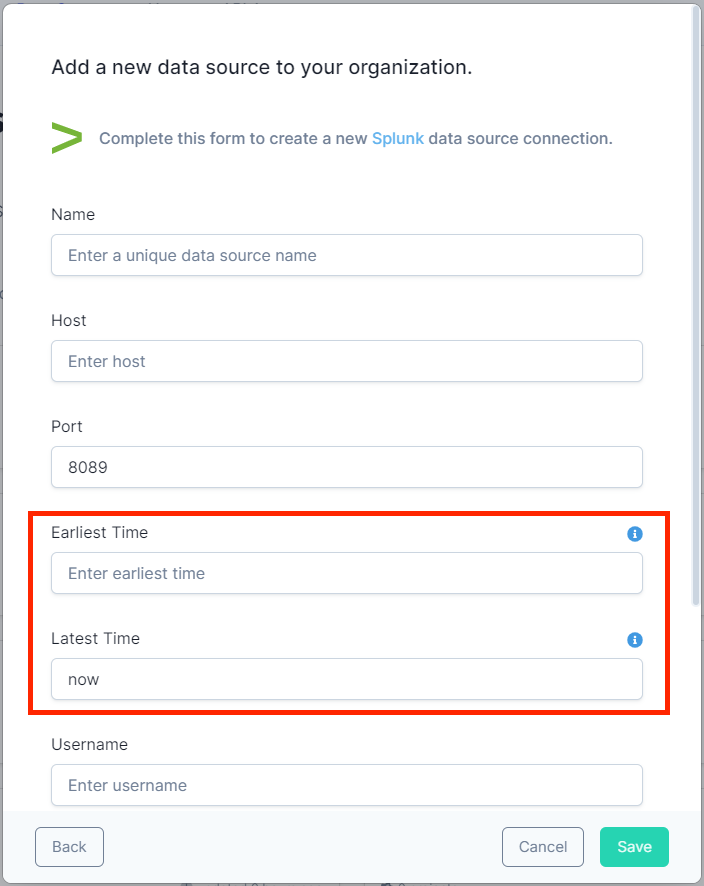 Add a new data source to your organization.
Complete this form to create a new Splunk data source connection.
Name
Enter a unique data source name
Host
Enter host
Port
8089
Earliest Time
Enter earliest time
Latest Time
now
Username
Enter username
Back
Cancel
Save